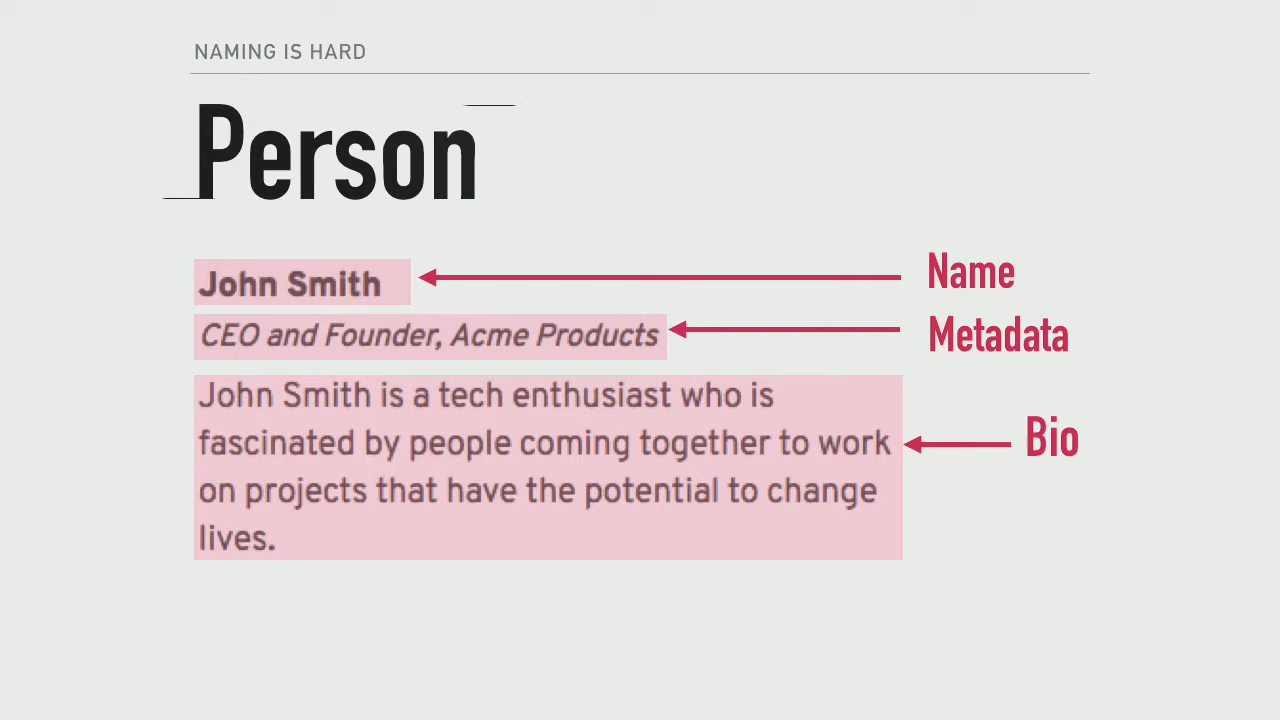 NAMING IS HARD
Person
John Smith
Name
CEO and Founder, Acme Products
Metadata
John Smith is a tech enthusiast who is
fascinated by people coming together to work
on projects that have the potential to change
lives.
Bio